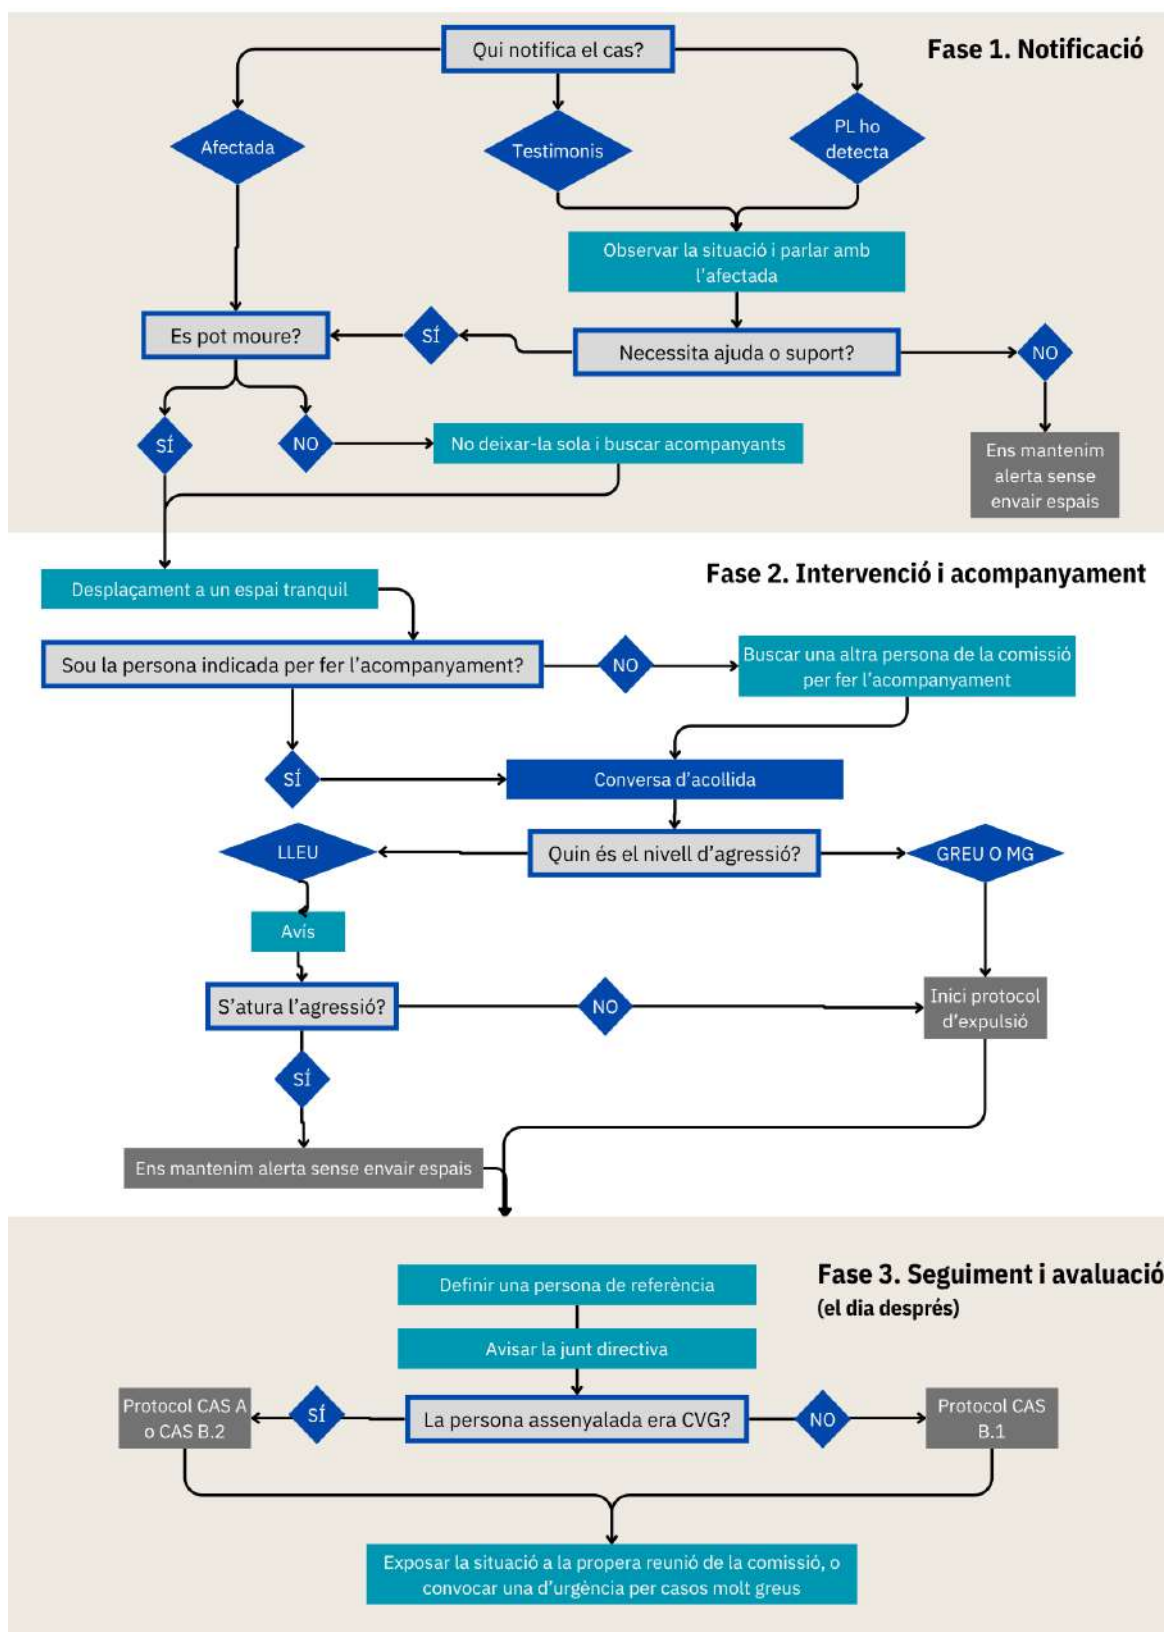 Qui notifica el cas?
Fase 1. Notificació
Afectada
Testimonis
PL ho
detecta
Observar la situació i parlar amb
l'afectada
Es pot moure?
SÍ
Necessita ajuda o suport?
NO
SÍ
NO
No deixar-la sola i buscar acompanyants
Ens mantenim
alerta sense
envair espais
Fase 2. Intervenció i acompanyament
Desplaçament a un espai tranquil
Sou la persona indicada per fer l'acompanyament?
NO
Buscar una altra persona de la comissió
per fer l'acompanyament
SÍ
Conversa d'acollida
LLEU
Quin és el nivell d'agressió?
GREU O MG
Avís
S'atura l'agressió?
NO
Inici protocol
d'expulsió
SÍ
Ens mantenim alerta sense envair espais
Fase 3. Seguiment i avaluació
(el dia després)
Definir una persona de referència
Avisar la junt directiva
Protocol CAS A
o CAS B.2
SÍ
La persona assenyalada era CVG?
NO
Protocol CAS
B.1
Exposar la situació a la propera reunió de la comissió, o
convocar una d'urgència per casos molt greus